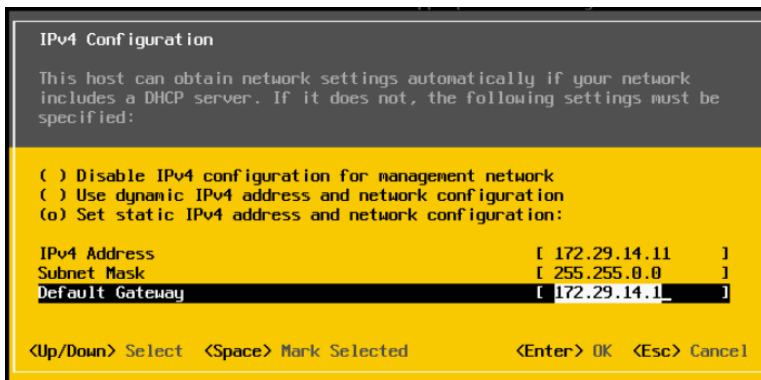 IPv4 Configuration
This host can obtain network settings automatically if your network
includes a DHCP server. If it does not, the following settings must be
specified:
( ) Disable IPv4 configuration for management network
( ) Use dynamic IPv4 address and network configuration
(o) Set static IPv4 address and network configuration:
IPv4 Address [ 172.29.14.11 ]
Subnet Mask [ 255.255.0.0 ]
Default Gateway [ 172.29.14.1_ ]
<Up/Down> Select <Space> Mark Selected <Enter> OK <Esc> Cancel